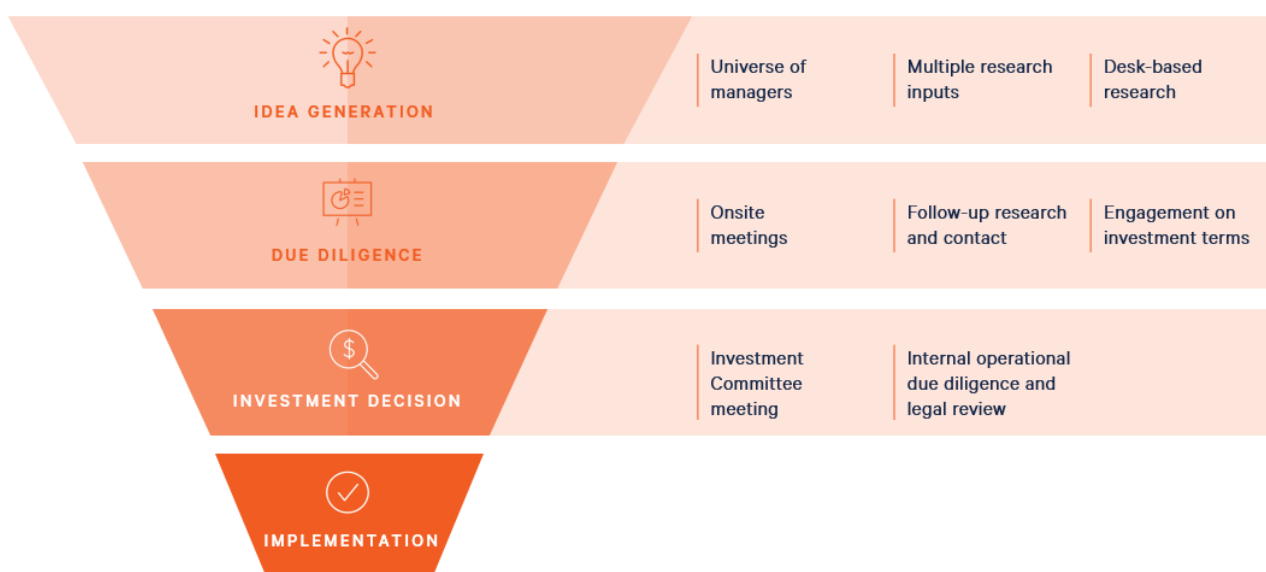 IDEA GENERATION
Universe of
managers
Multiple research
inputs
Desk-based
research
DUE DILIGENCE
Onsite
meetings
Follow-up research
and contact
Engagement on
investment terms
$
INVESTMENT DECISION
Investment
Committee
meeting
Internal operational
due diligence and
legal review
IMPLEMENTATION